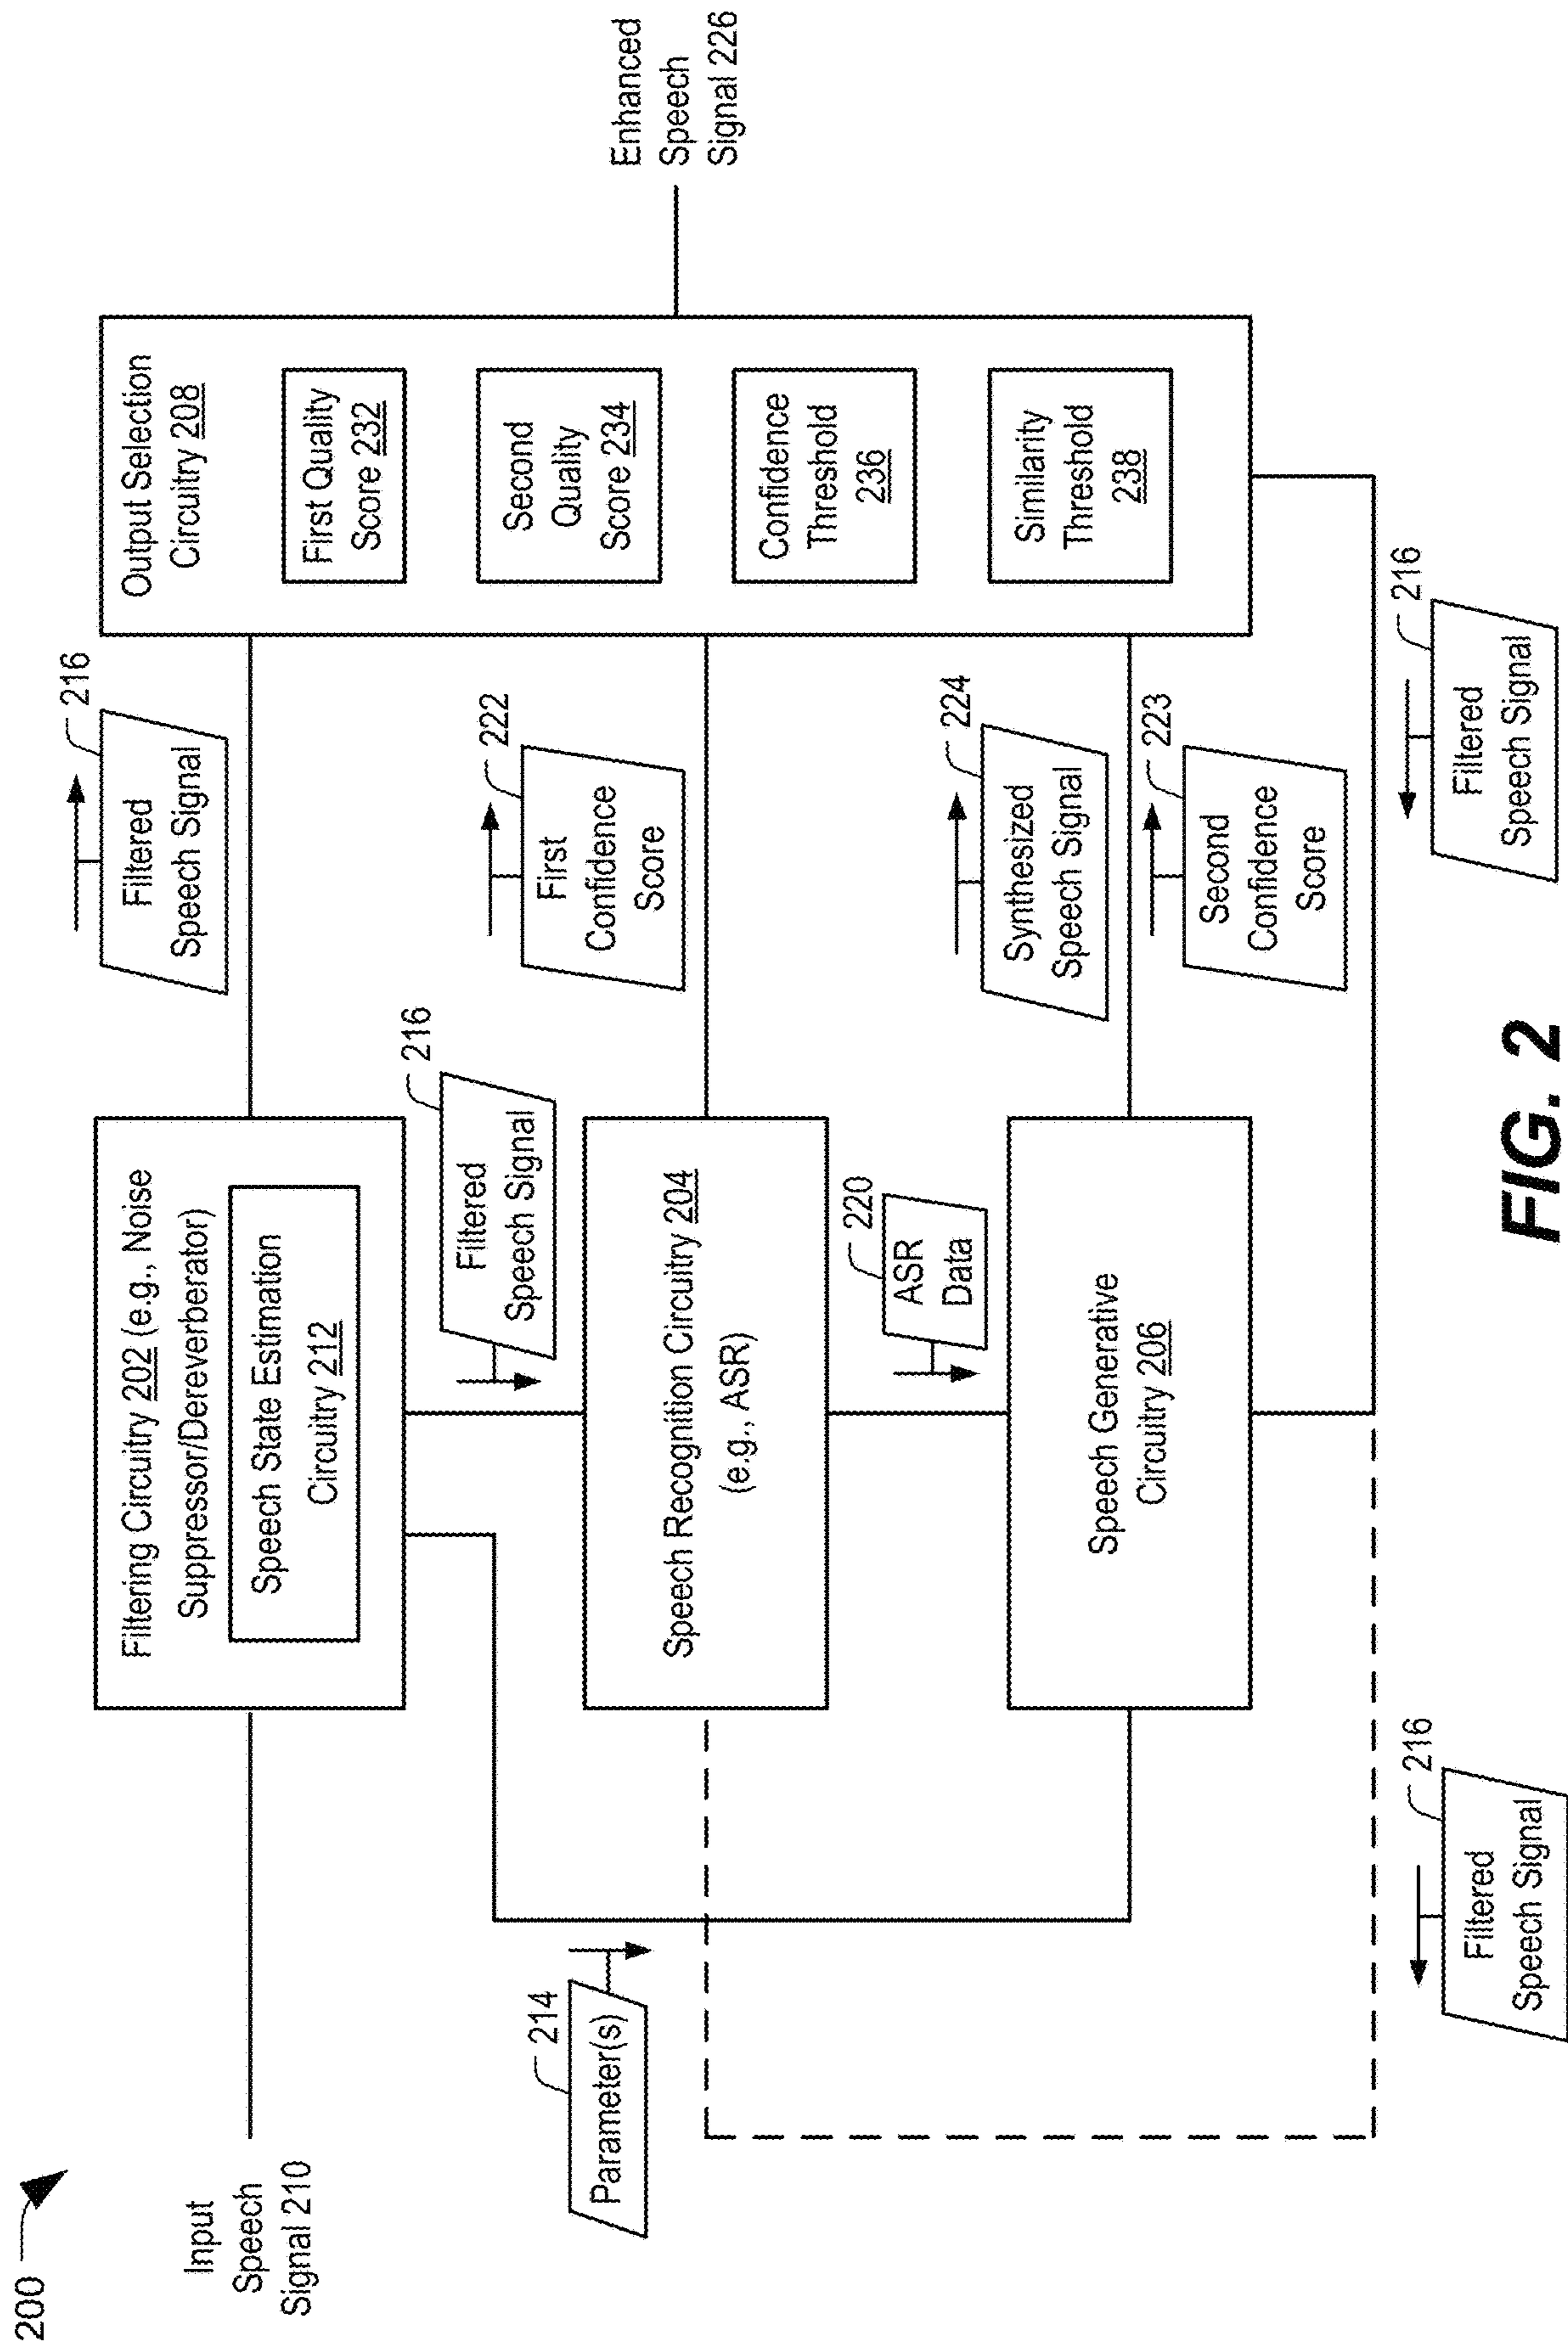 200
Input
Speech
Signal 210
Filtering Circuitry 202 (e.g., Noise
Suppressor/Dereverberator)
Speech State Estimation
Circuitry 212
216
Filtered
Speech Signal
Output Selection
Circuitry 208
First Quality
Score 232
Second
Quality
Score 234
Confidence
Threshold
236
Similarity
Threshold
238
Enhanced
Speech
Signal 226
216
Filtered
Speech Signal
214
Parameter(s)
Speech Recognition Circuitry 204
(e.g., ASR)
222
First
Confidence
Score
220
ASR
Data
Speech Generative
Circuitry 206
224
Synthesized
Speech Signal
223
Second
Confidence
Score
216
Filtered
Speech Signal
216
Filtered
Speech Signal
FIG. 2